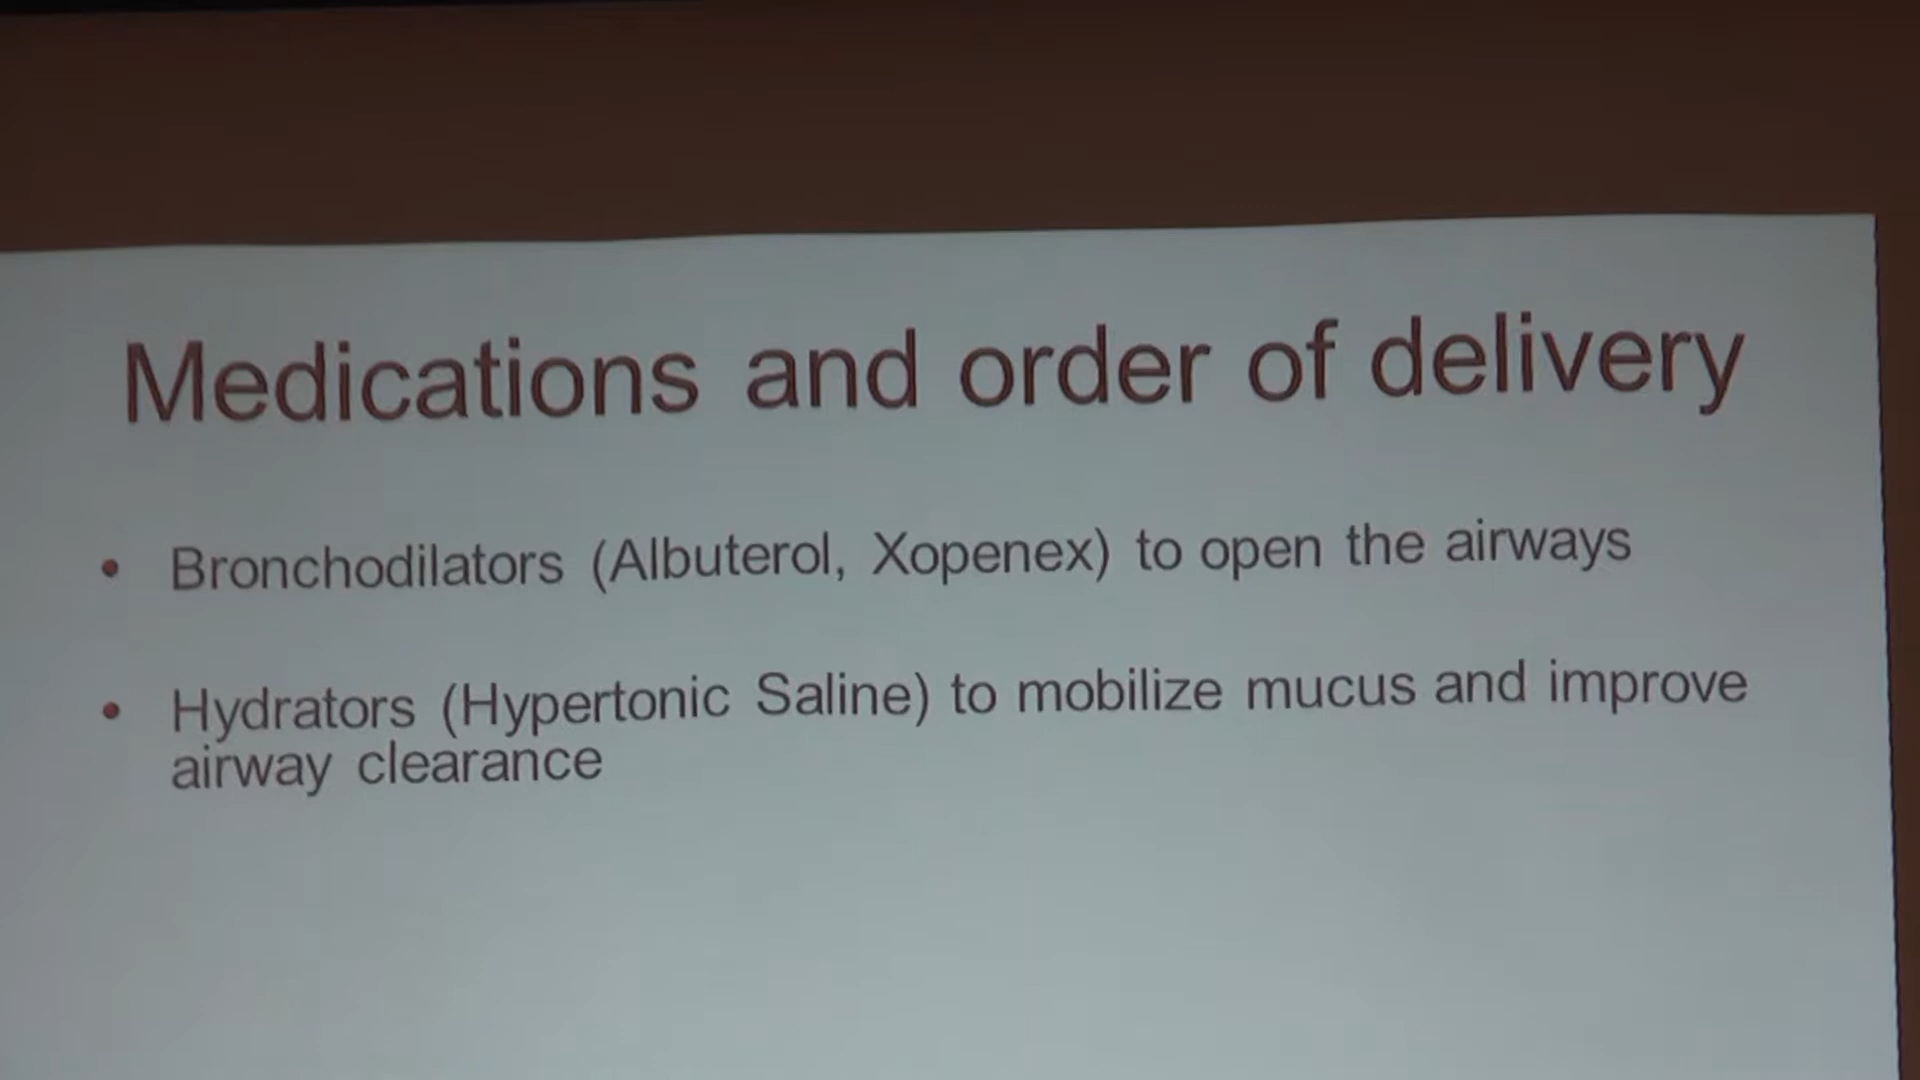 Medications and order of delivery
• Bronchodilators (Albuterol, Xopenex) to open the airways
• Hydrators (Hypertonic Saline) to mobilize mucus and improve
airway clearance